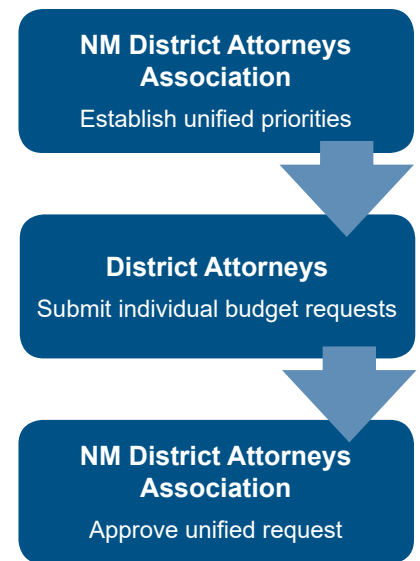 NM District Attorneys
Association
Establish unified priorities
District Attorneys
Submit individual budget requests
NM District Attorneys
Association
Approve unified request